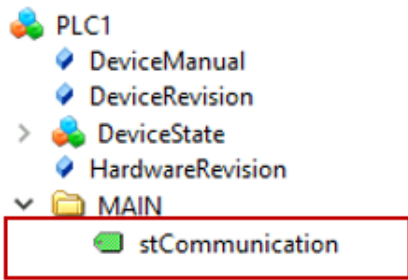 PLC1
DeviceManual
DeviceRevision
DeviceState
HardwareRevision
MAIN
stCommunication